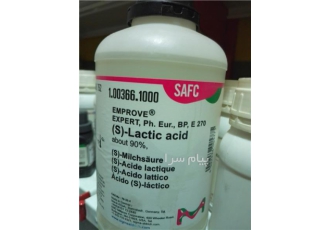 SAFC
1.00366.1000
EMPROVE®
EXPERT, Ph. Eur., BP, E 270
(S)-Lactic acid
about 90%,
پیام سرا
(S)-Milchsäure
(S)-Acide lactique
(S)-Acido lattico
Ácido (S)-láctico
M